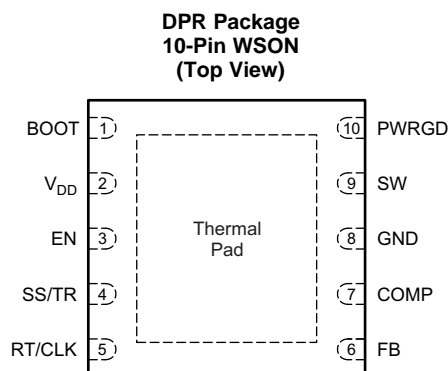 DPR Package
10-Pin WSON
(Top View)
BOOT 1 10 PWRGD
VDD 2 9 SW
EN 3 Thermal Pad 8 GND
SS/TR 4 7 COMP
RT/CLK 5 6 FB